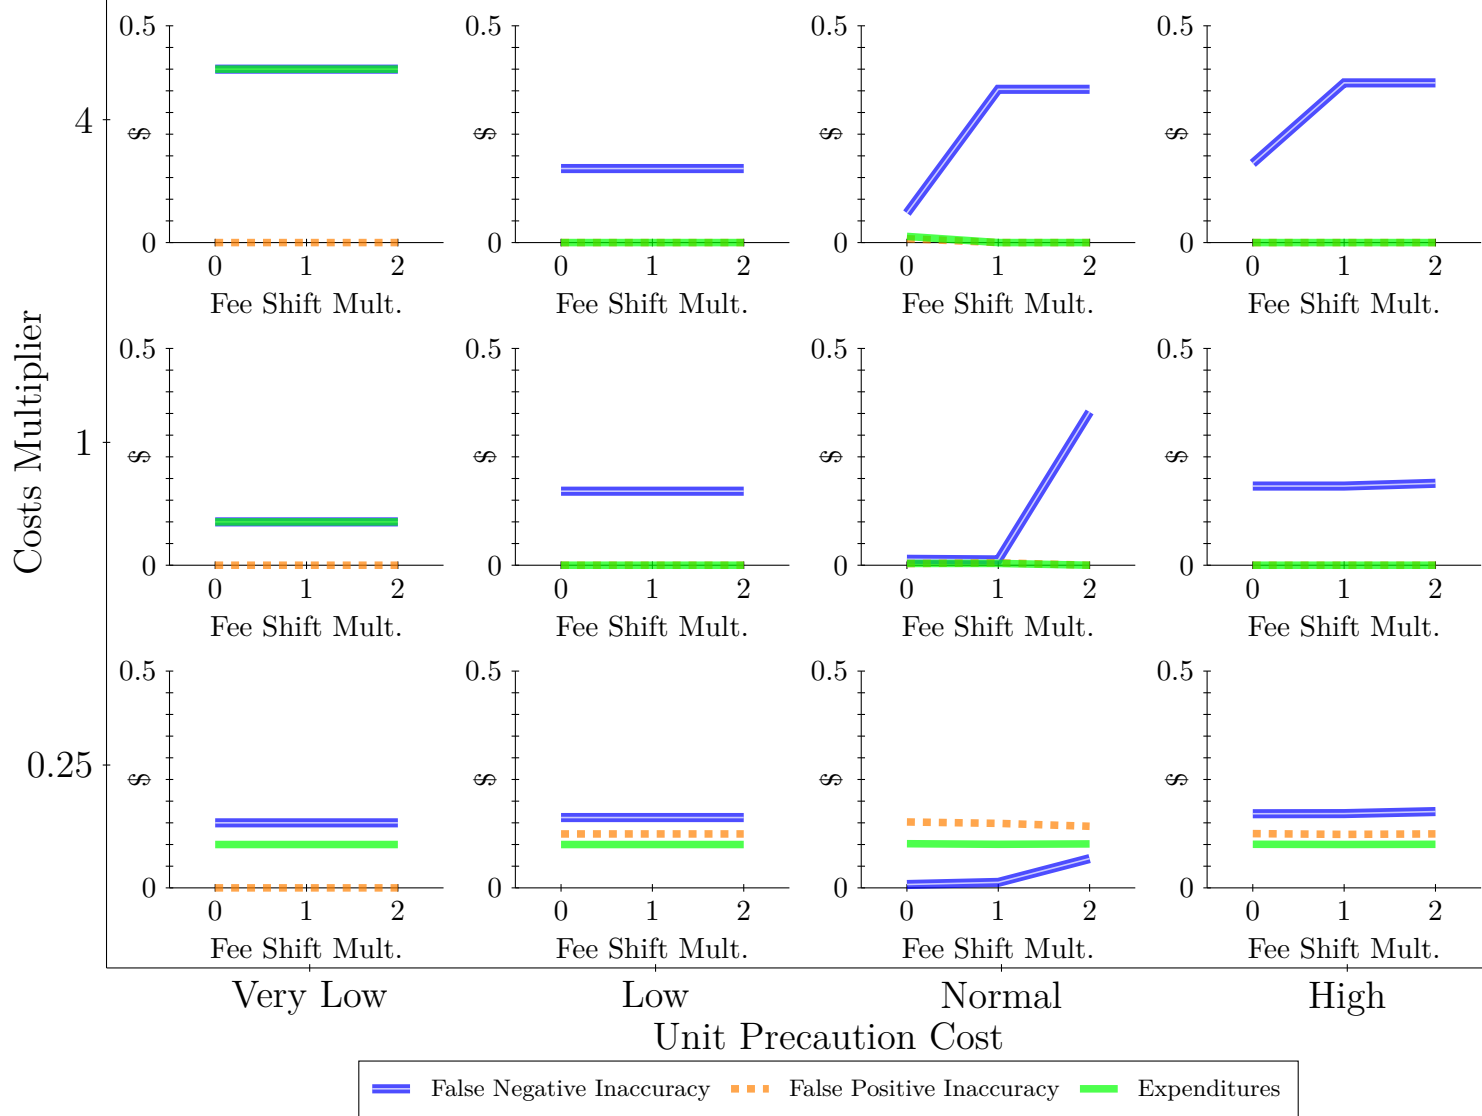 Costs Multiplier
4
0.5
$
0
0 1 2
Fee Shift Mult.
0.5
$
0
0 1 2
Fee Shift Mult.
0.5
$
0
0 1 2
Fee Shift Mult.
0.5
$
0
0 1 2
Fee Shift Mult.
1
0.5
$
0
0 1 2
Fee Shift Mult.
0.5
$
0
0 1 2
Fee Shift Mult.
0.5
$
0
0 1 2
Fee Shift Mult.
0.5
$
0
0 1 2
Fee Shift Mult.
0.25
0.5
$
0
0 1 2
Fee Shift Mult.
0.5
$
0
0 1 2
Fee Shift Mult.
0.5
$
0
0 1 2
Fee Shift Mult.
0.5
$
0
0 1 2
Fee Shift Mult.
Very Low Low Normal High
Unit Precaution Cost
False Negative Inaccuracy False Positive Inaccuracy Expenditures